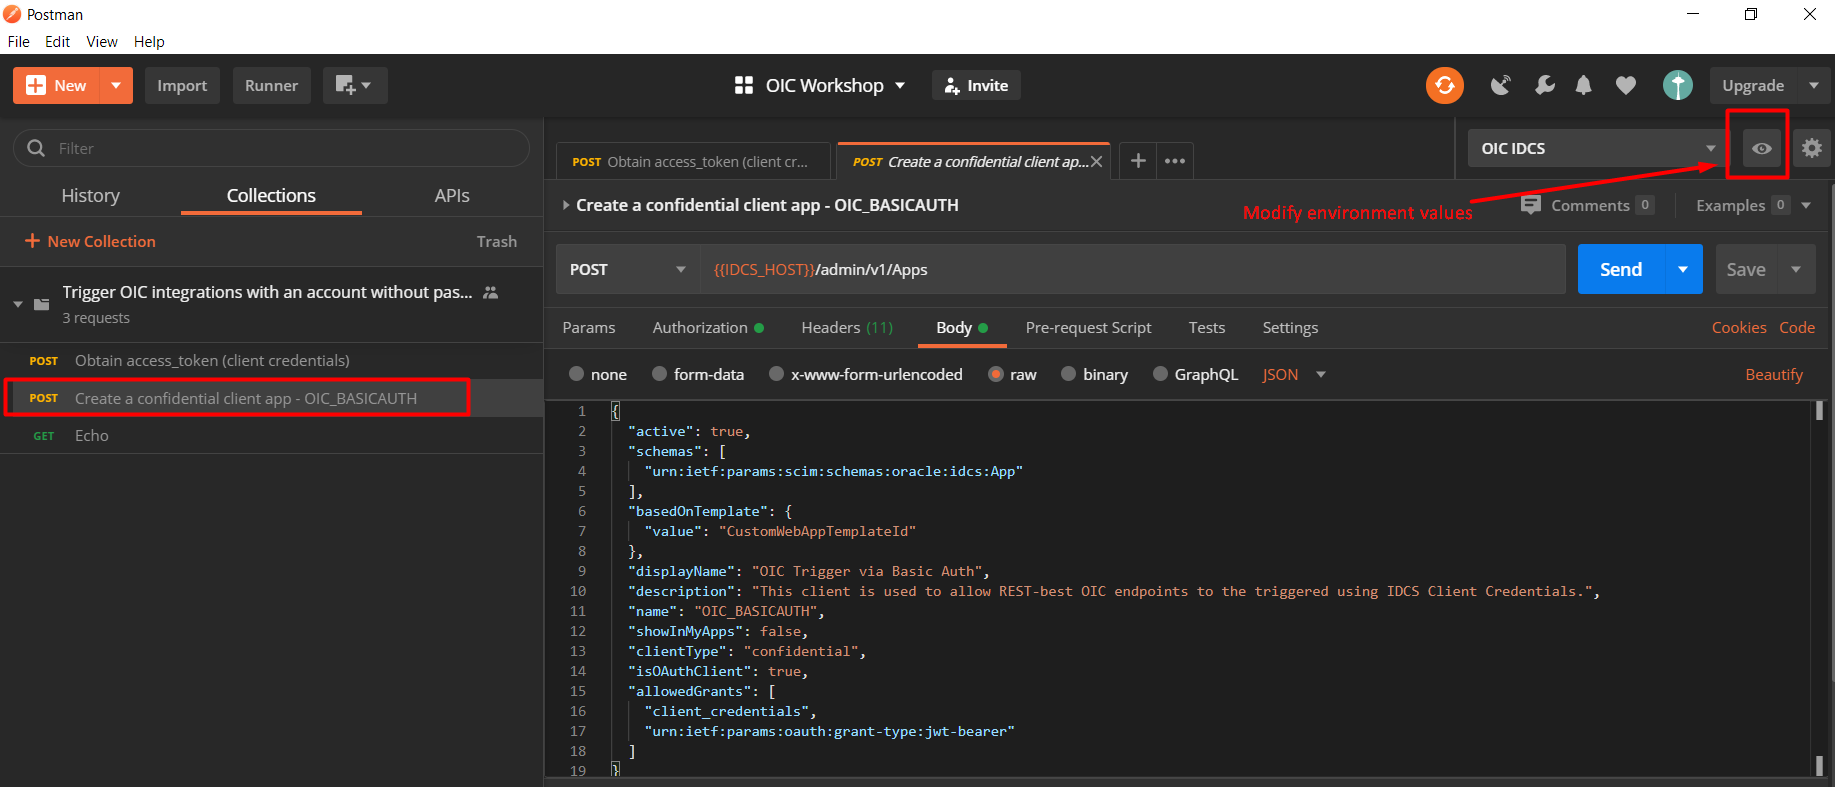 Postman
File Edit View Help
New Import Runner OIC Workshop Invite Upgrade
Filter
History Collections APIs
New Collection Trash
Trigger OIC integrations with an account without pas...
3 requests
POST Obtain access_token (client credentials)
POST Create a confidential client app - OIC_BASICAUTH
GET Echo
POST Obtain access_token (client cr... POST Create a confidential client ap... OIC IDCS
Create a confidential client app - OIC_BASICAUTH Modify environment values Comments 0 Examples 0
POST {{IDCS_HOST}}/admin/v1/Apps Send Save
Params Authorization Headers (11) Body Pre-request Script Tests Settings Cookies Code
none form-data x-www-form-urlencoded raw binary GraphQL JSON Beautify
1 {
2 "active": true,
3 "schemas": [
4 "urn:ietf:params:scim:schemas:oracle:idcs:App"
5 ],
6 "basedOnTemplate": {
7 "value": "CustomWebAppTemplateId"
8 },
9 "displayName": "OIC Trigger via Basic Auth",
10 "description": "This client is used to allow REST-best OIC endpoints to the triggered using IDCS Client Credentials.",
11 "name": "OIC_BASICAUTH",
12 "showInMyApps": false,
13 "clientType": "confidential",
14 "isOAuthClient": true,
15 "allowedGrants": [
16 "client_credentials",
17 "urn:ietf:params:oauth:grant-type:jwt-bearer"
18 ]
19 }